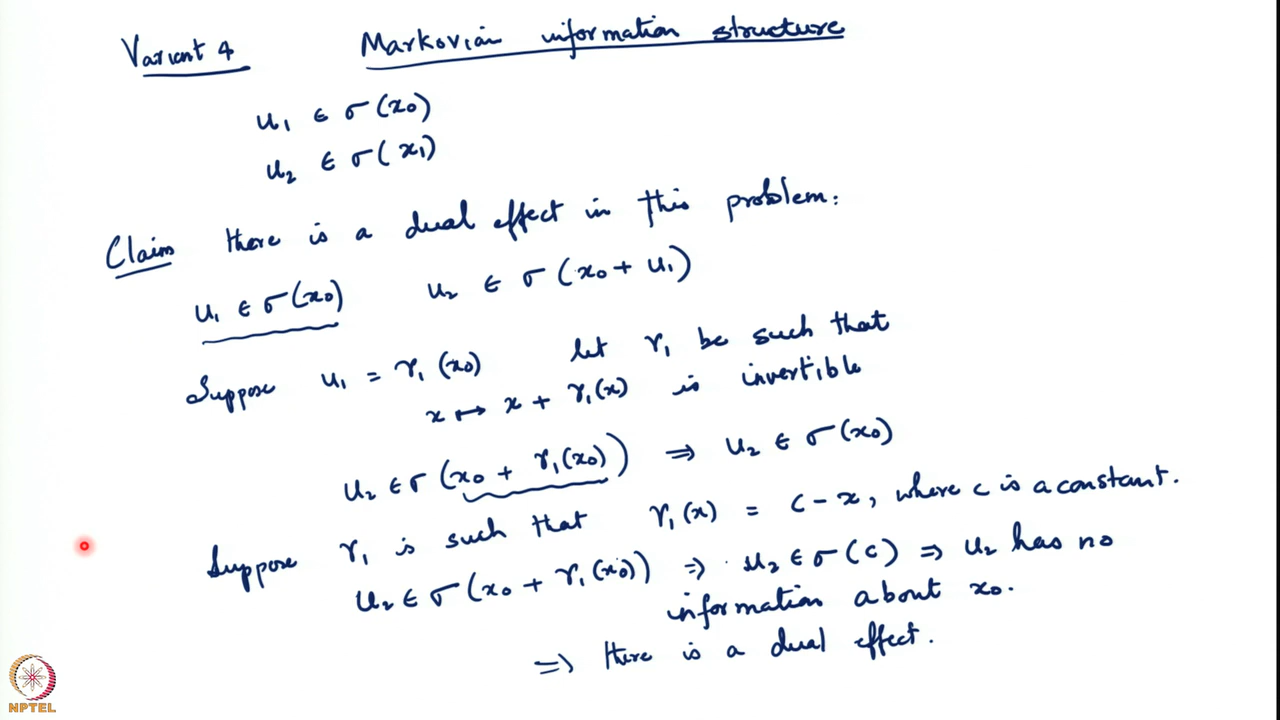 Variant 4 Markovian information structure
u₁ ∈ σ(x₀)
u₂ ∈ σ(x₁)
Claim there is a dual effect in this problem.
u₁ ∈ σ(x₀) u₂ ∈ σ(x₀ + u₁)
Suppose u₁ = γ₁(x₀) let γ₁ be such that
x ↦ x + γ₁(x) is invertible
u₂ ∈ σ(x₀ + γ₁(x₀)) ⇒ u₂ ∈ σ(x₀)
Suppose γ₁ is such that γ₁(x) = c - x, where c is a constant.
u₂ ∈ σ(x₀ + γ₁(x₀)) ⇒ u₂ ∈ σ(c) ⇒ u₂ has no
information about x₀.
⇒ there is a dual effect.
NPTEL